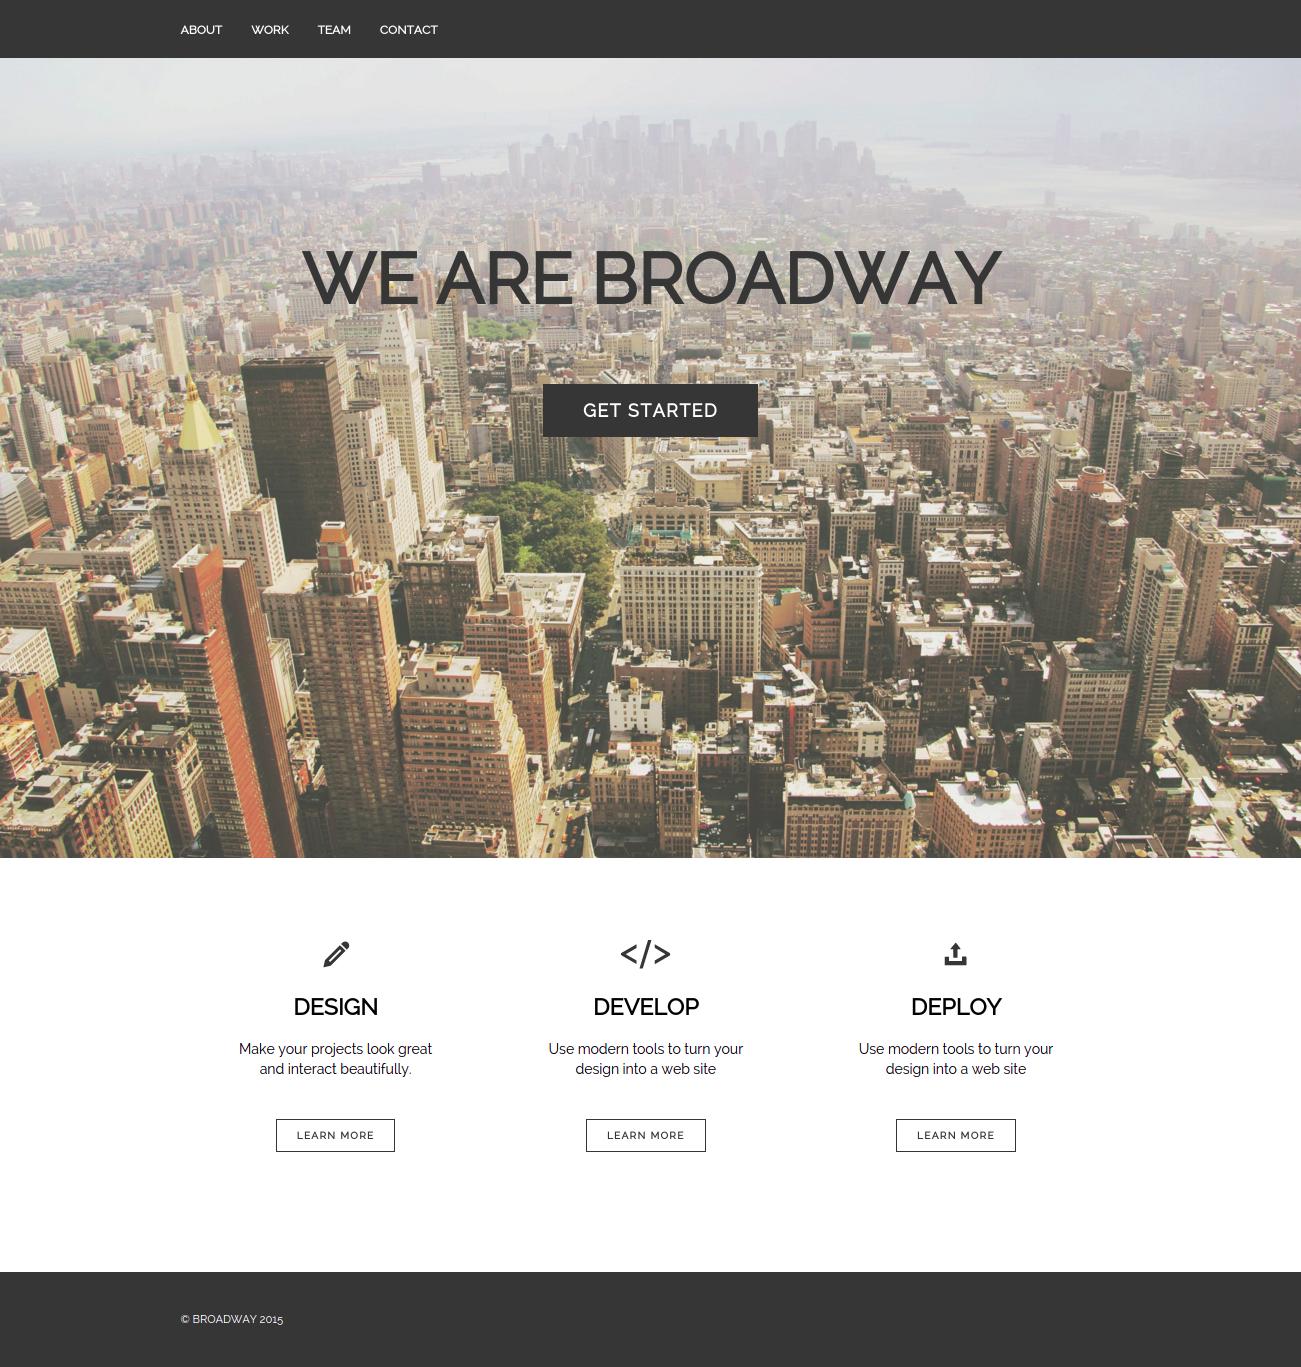 ABOUT WORK TEAM CONTACT
WE ARE BROADWAY
GET STARTED
</>
DESIGN
Make your projects look great
and interact beautifully.
LEARN MORE
DEVELOP
Use modern tools to turn your
design into a web site
LEARN MORE
DEPLOY
Use modern tools to turn your
design into a web site
LEARN MORE
© BROADWAY 2015